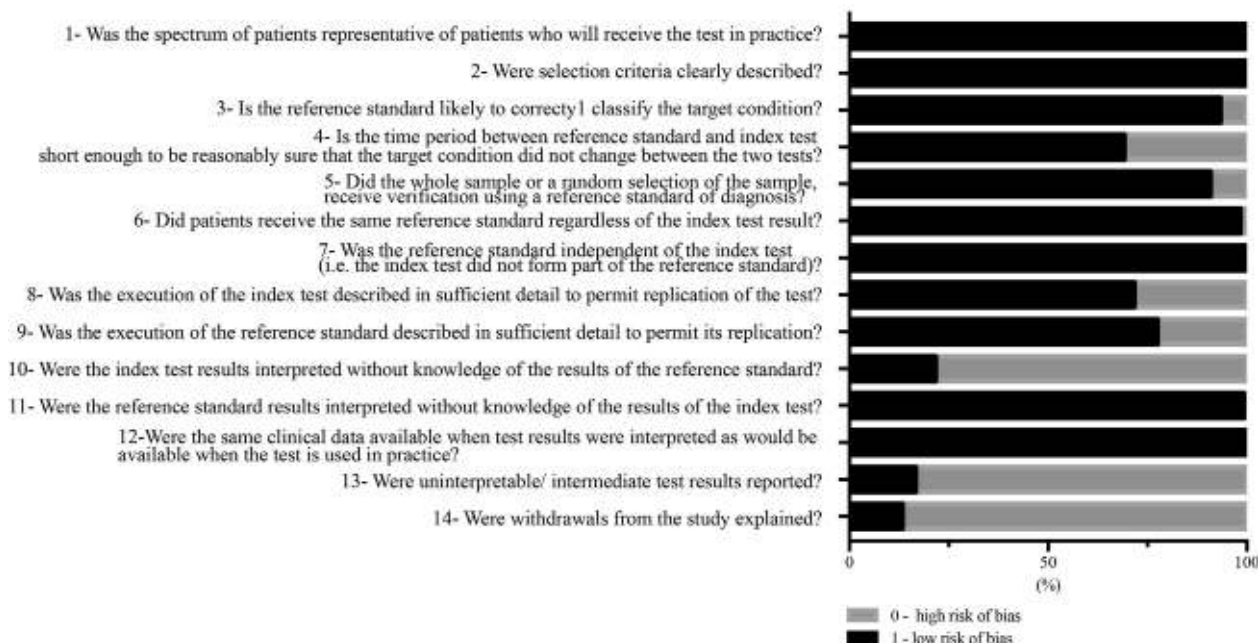 1- Was the spectrum of patients representative of patients who will receive the test in practice?
2- Were selection criteria clearly described?
3- Is the reference standard likely to correcty1 classify the target condition?
4- Is the time period between reference standard and index test
short enough to be reasonably sure that the target condition did not change between the two tests?
5- Did the whole sample or a random selection of the sample,
receive verification using a reference standard of diagnosis?
6- Did patients receive the same reference standard regardless of the index test result?
7- Was the reference standard independent of the index test
(i.e. the index test did not form part of the reference standard)?
8- Was the execution of the index test described in sufficient detail to permit replication of the test?
9- Was the execution of the reference standard described in sufficient detail to permit its replication?
10- Were the index test results interpreted without knowledge of the results of the reference standard?
11- Were the reference standard results interpreted without knowledge of the results of the index test?
12-Were the same clinical data available when test results were interpreted as would be
available when the test is used in practice?
13- Were uninterpretable/ intermediate test results reported?
14- Were withdrawals from the study explained?
0 50 100
(%)
0 - high risk of bias
1 - low risk of bias